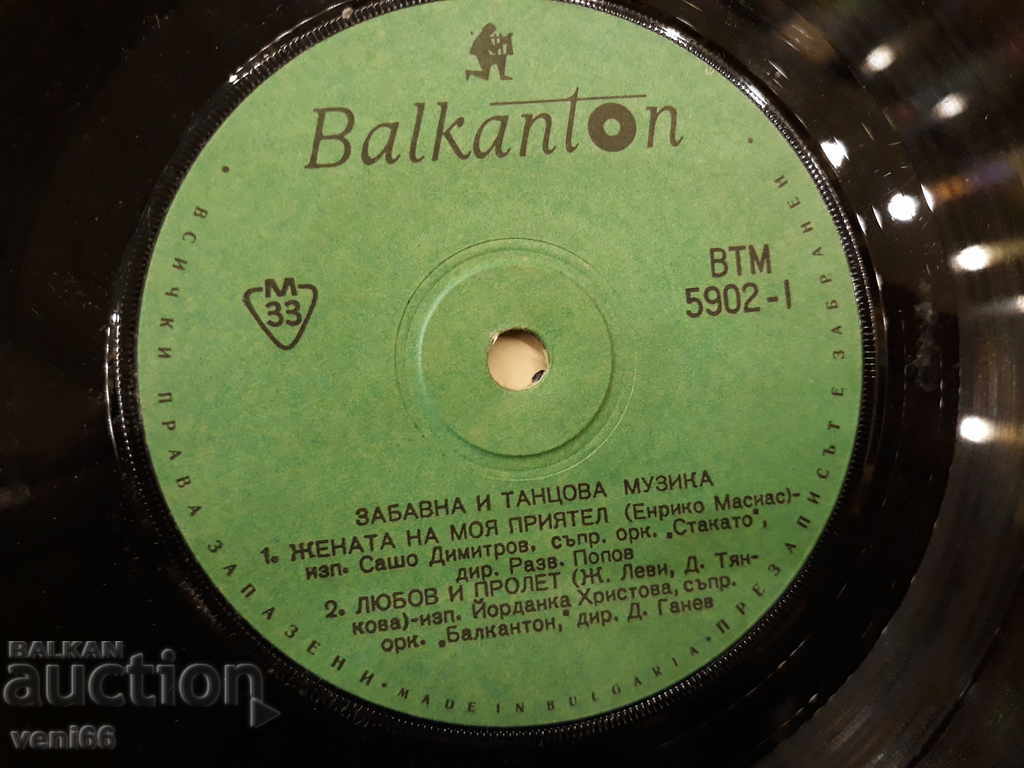 Balkanton
М
33
ВТМ
5902-I
ЗАБАВНА И ТАНЦОВА МУЗИКА
1. ЖЕНАТА НА МОЯ ПРИЯТЕЛ (Енрико Масиас)-
изп. Сашо Димитров, съпр. орк. „Стакато",
дир. Разв. Попов
2. ЛЮБОВ И ПРОЛЕТ (Ж. Леви, Д. Тян-
кова)-изп. Йорданка Христова, съпр.
орк. „Балкантон," дир. Д. Ганев
• ВСИЧКИ ПРАВА ЗАПАЗЕНИ • MADE IN BULGARIA • ПРЕЗАПИСЪТ Е ЗАБРАНЕН •
BALKAN
auction
veni66